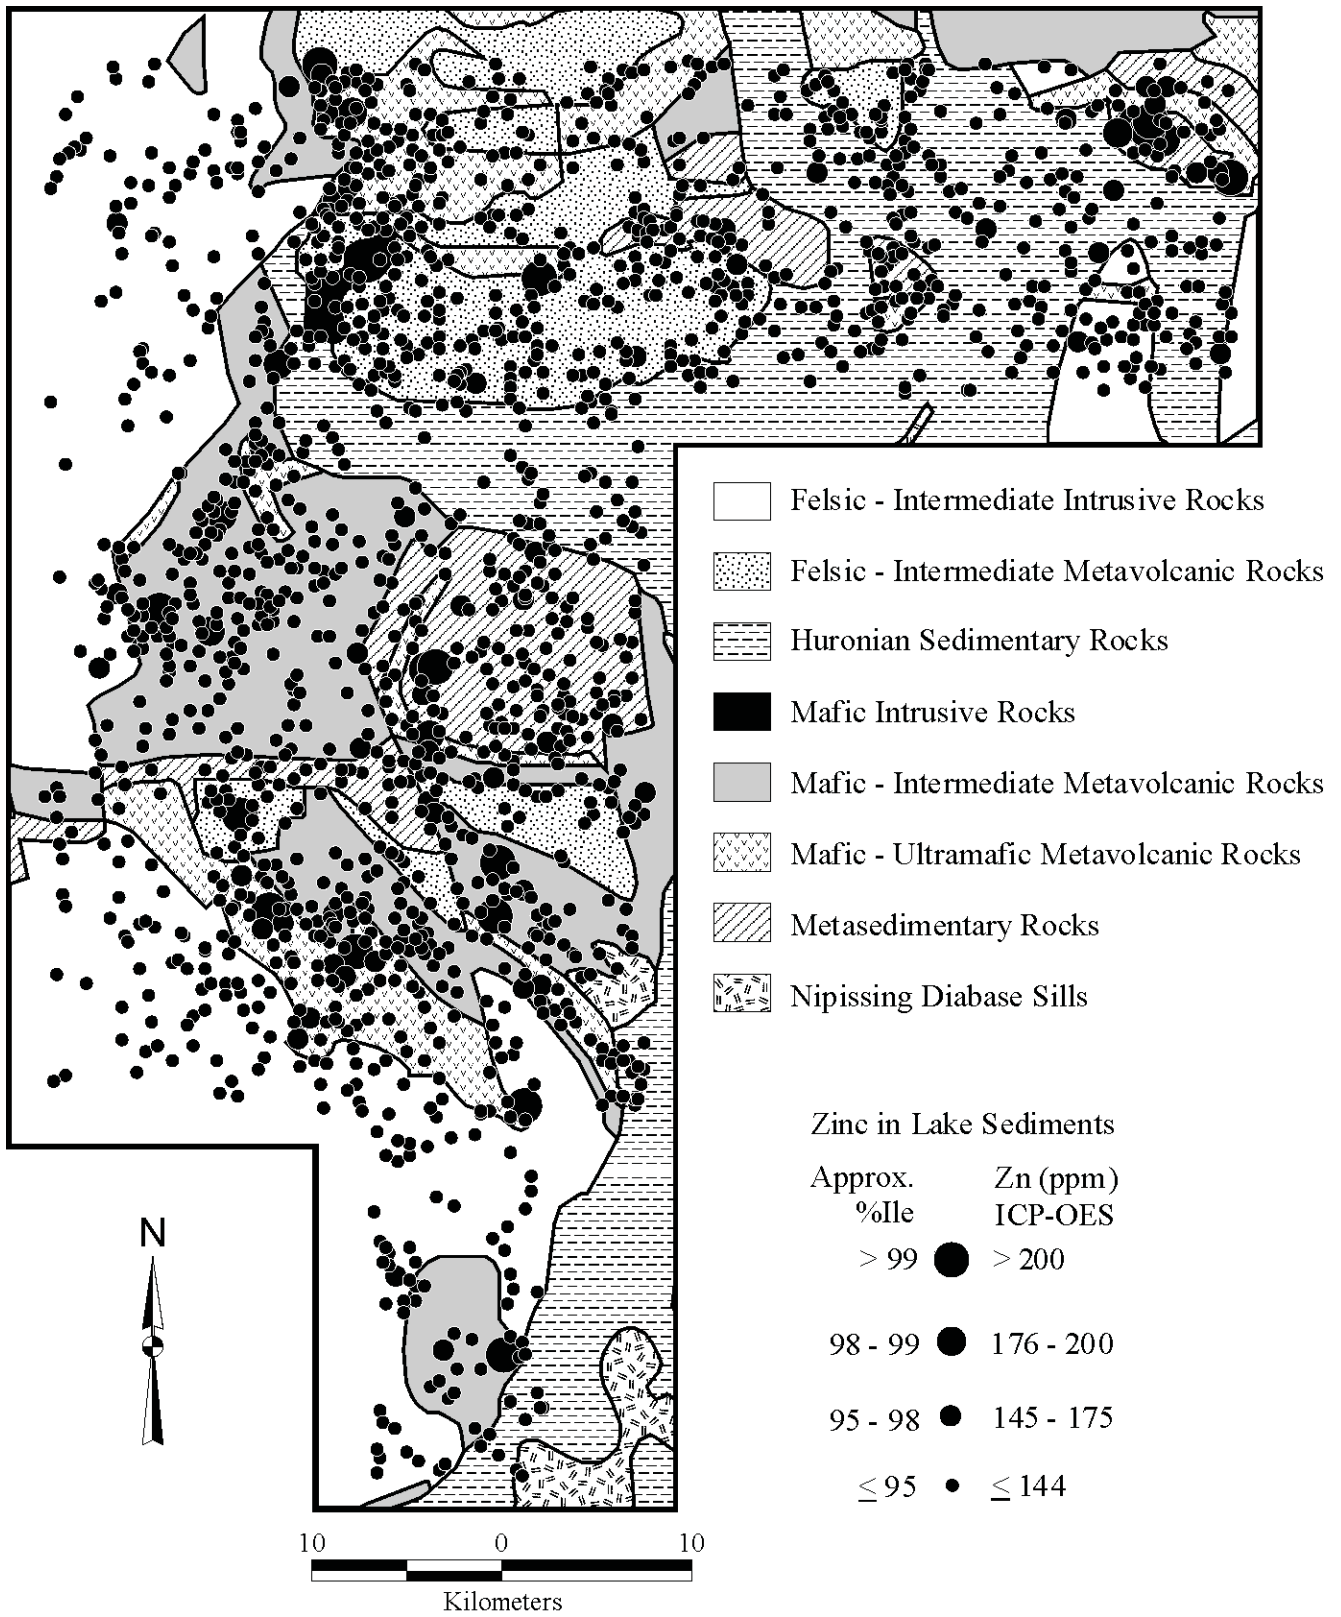 Felsic - Intermediate Intrusive Rocks
Felsic - Intermediate Metavolcanic Rocks
Huronian Sedimentary Rocks
Mafic Intrusive Rocks
Mafic - Intermediate Metavolcanic Rocks
Mafic - Ultramafic Metavolcanic Rocks
Metasedimentary Rocks
Nipissing Diabase Sills
Zinc in Lake Sediments
Approx. Zn (ppm)
%Ile ICP-OES
> 99 > 200
98 - 99 176 - 200
95 - 98 145 - 175
≤ 95 ≤ 144
N
10 0 10
Kilometers